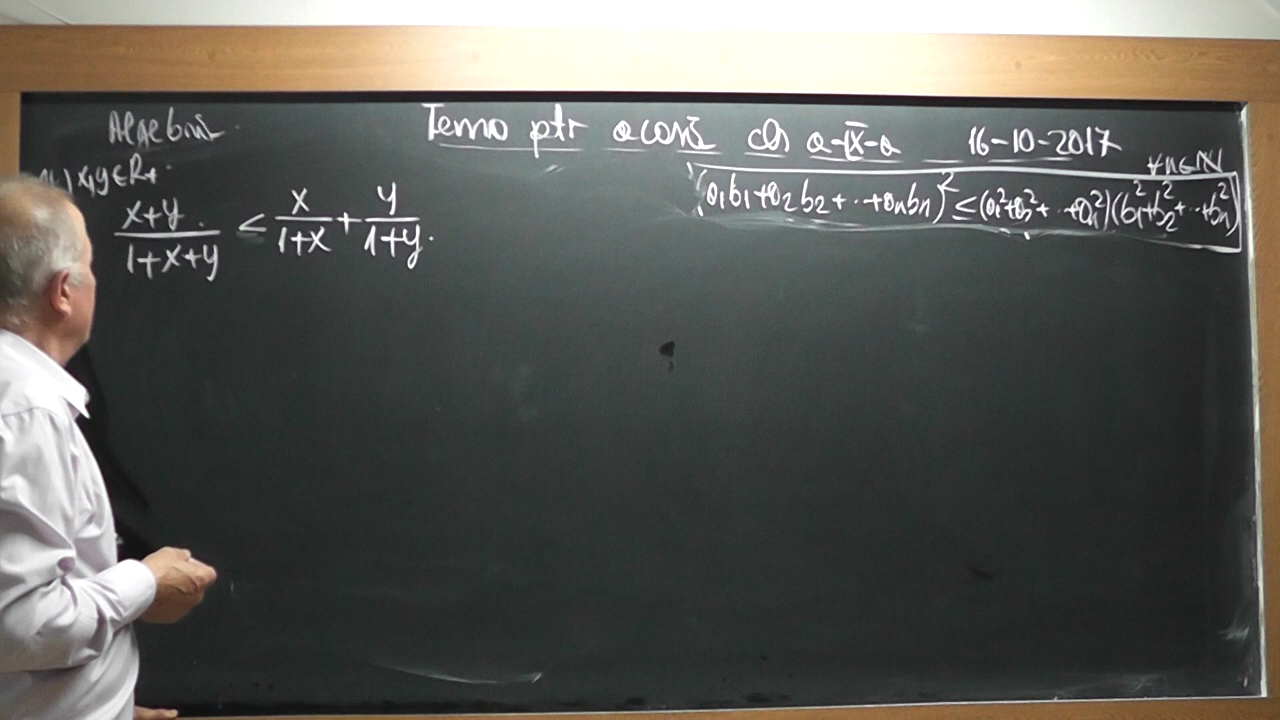 Algebră
Temă ptr acasă cls a-IX-a 16-10-2017
x,y∈R₊
∀n∈N
(a₁b₁+a₂b₂+..+aₙbₙ)² ≤ (a₁²+a₂²+..+aₙ²)(b₁²+b₂²+..+bₙ²)
(x+y)/(1+x+y) ≤ x/(1+x) + y/(1+y).